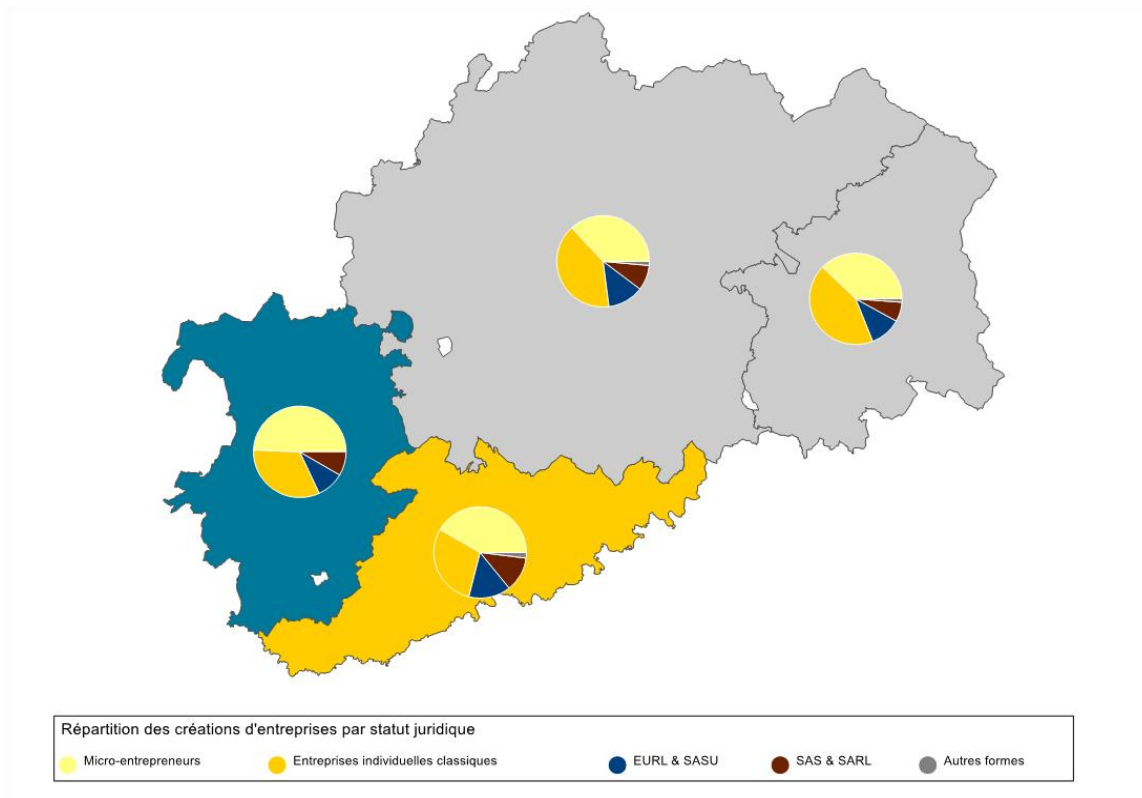 Répartition des créations d'entreprises par statut juridique
Micro-entrepreneurs Entreprises individuelles classiques EURL & SASU SAS & SARL Autres formes